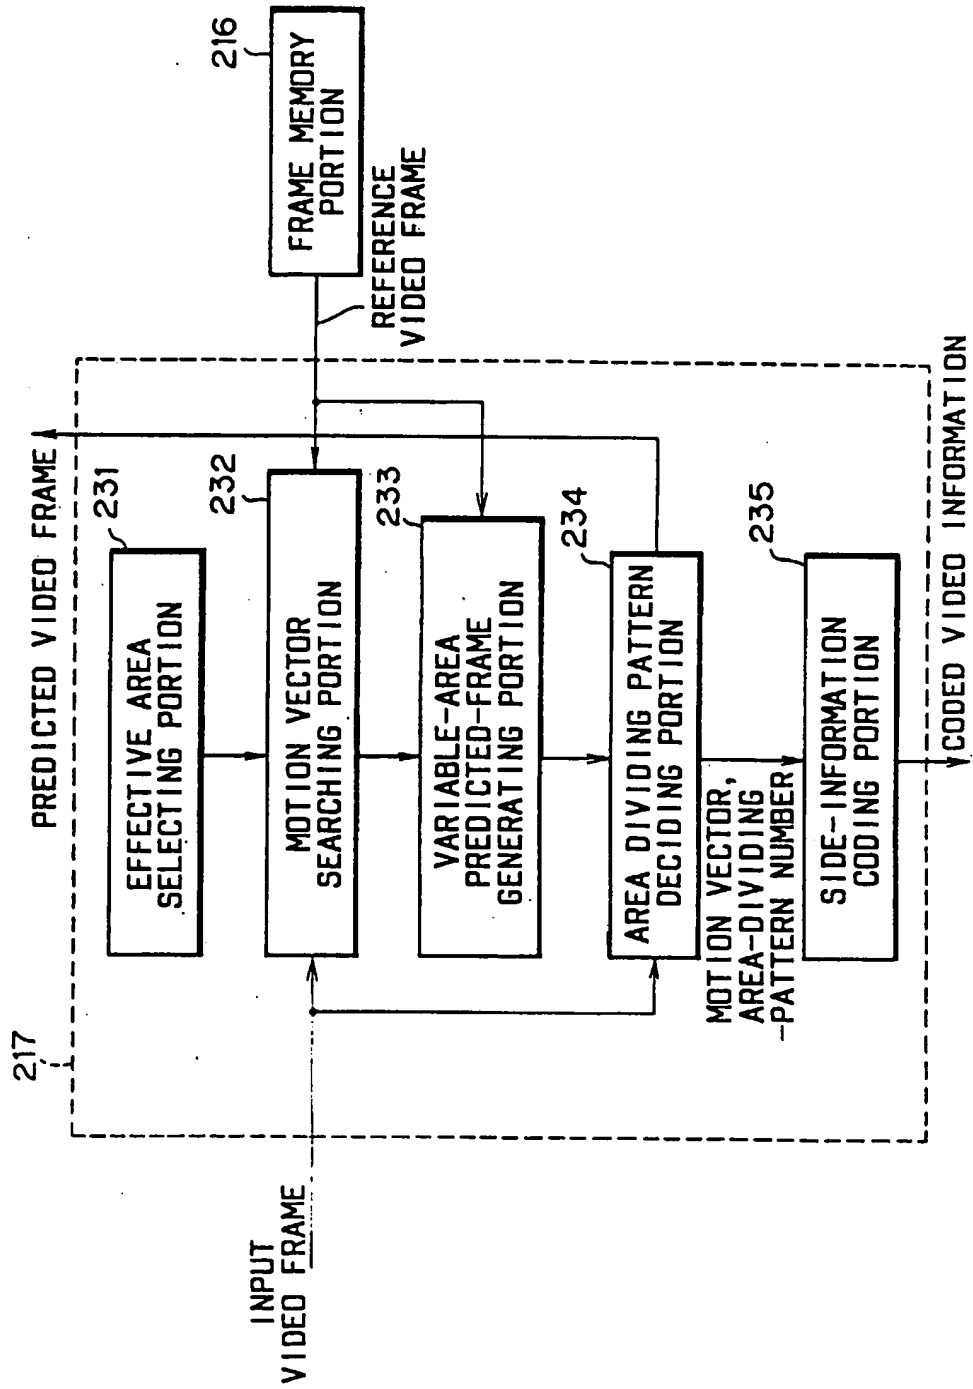 217
INPUT
VIDEO FRAME
PREDICTED VIDEO FRAME
231
EFFECTIVE AREA
SELECTING PORTION
232
MOTION VECTOR
SEARCHING PORTION
216
FRAME MEMORY
PORTION
REFERENCE
VIDEO FRAME
233
VARIABLE-AREA
PREDICTED-FRAME
GENERATING PORTION
234
AREA DIVIDING PATTERN
DECIDING PORTION
MOTION VECTOR,
AREA-DIVIDING
-PATTERN NUMBER
235
SIDE-INFORMATION
CODING PORTION
CODED VIDEO INFORMATION